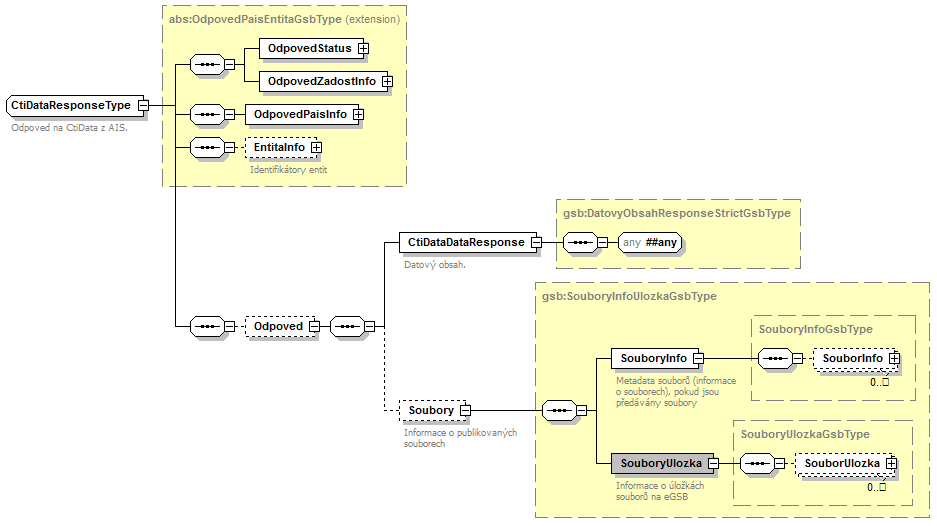 abs:OdpovedPaisEntitaGsbType (extension)
OdpovedStatus
OdpovedZadostInfo
CtiDataResponseType
Odpoved na CtiData z AIS.
OdpovedPaisInfo
EntitaInfo
Identifikátory entit
gsb:DatovyObsahResponseStrictGsbType
CtiDataDataResponse
any ##any
Datový obsah.
gsb:SouboryInfoUlozkaGsbType
Odpoved
SouboryInfoGsbType
SouboryInfo
SouborInfo
Metadata souborů (informace
o souborech), pokud jsou
předávány soubory
0..
Soubory
Informace o publikovaných
souborech
SouboryUlozkaGsbType
SouboryUlozka
SouborUlozka
Informace o úložkách
souborů na eGSB
0..